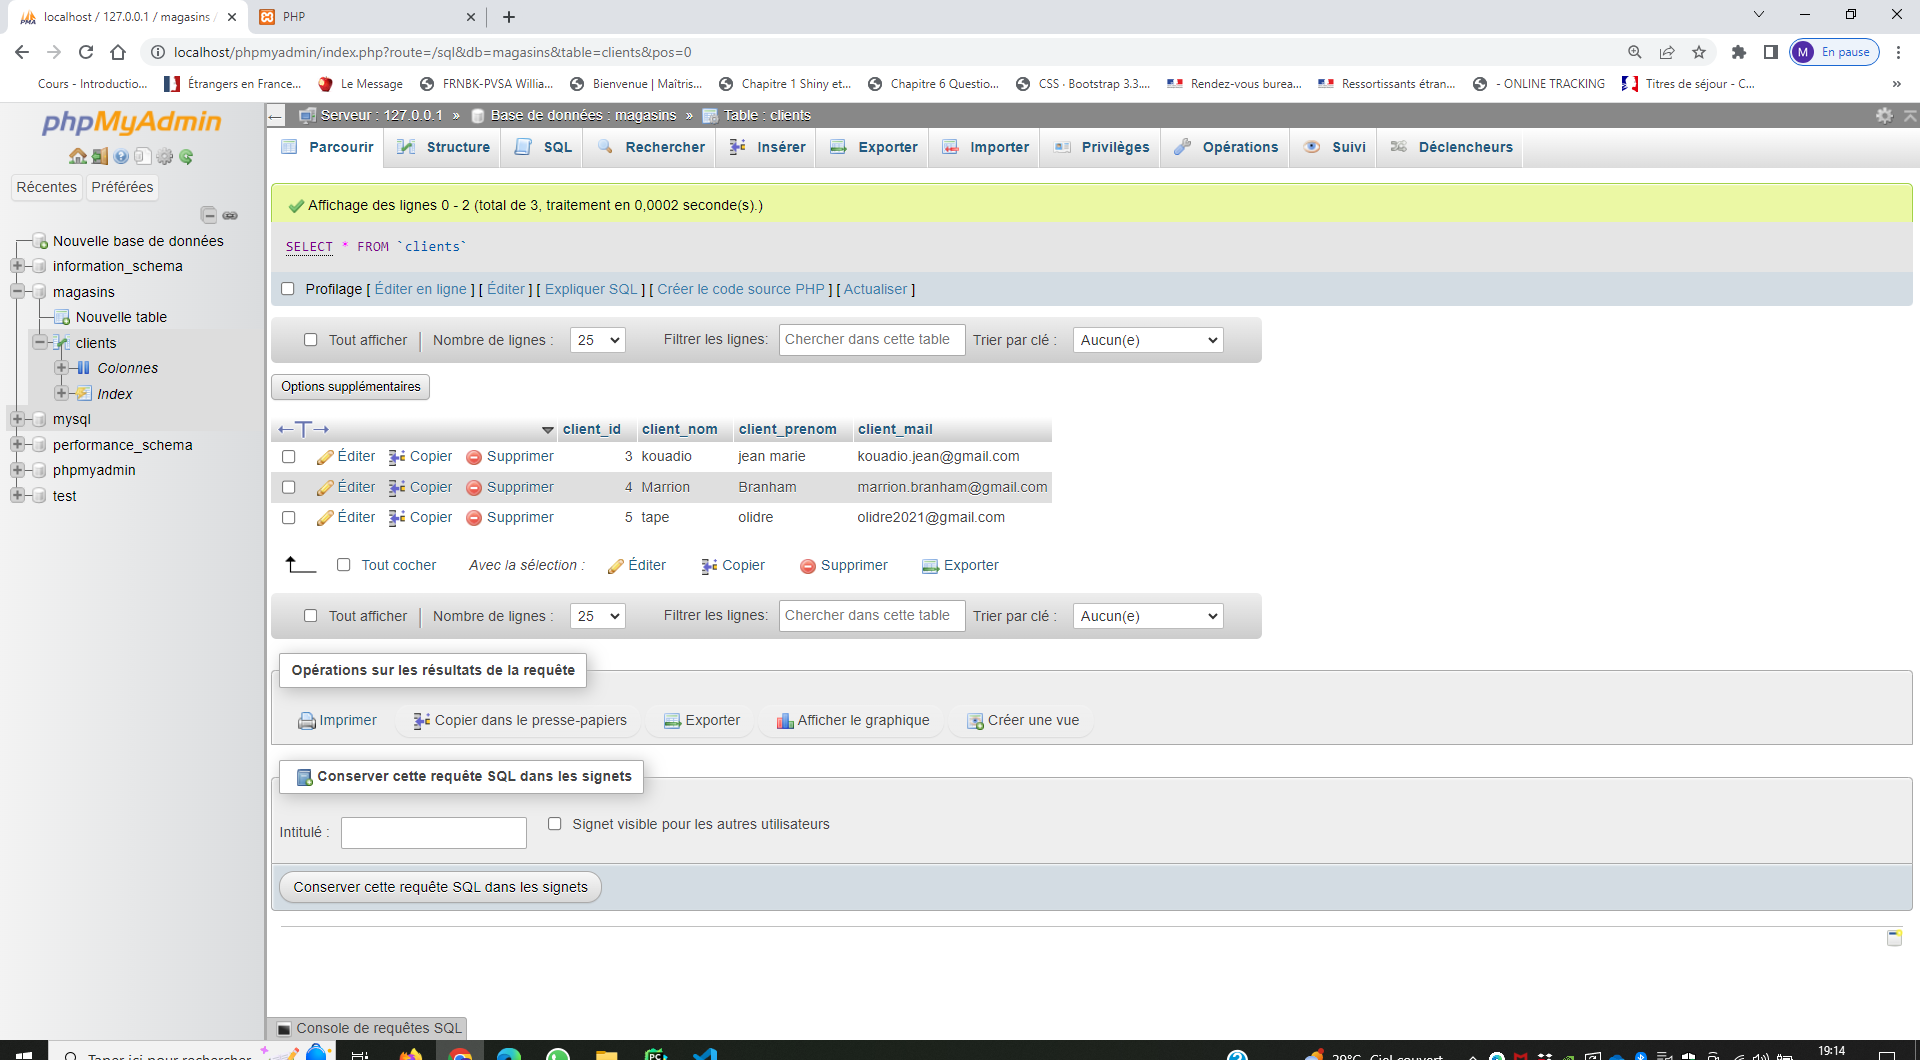 localhost / 127.0.0.1 / magasins /
PHP
localhost/phpmyadmin/index.php?route=/sql&db=magasins&table=clients&pos=0
M En pause
Cours - Introductio... Étrangers en France... Le Message FRNBK-PVSA Willia... Bienvenue | Maîtris... Chapitre 1 Shiny et... Chapitre 6 Questio... CSS · Bootstrap 3.3.... Rendez-vous burea... Ressortissants étran... - ONLINE TRACKING Titres de séjour - C... »
phpMyAdmin
Récentes Préférées
Nouvelle base de données
information_schema
magasins
Nouvelle table
clients
Colonnes
Index
mysql
performance_schema
phpmyadmin
test
Serveur : 127.0.0.1 » Base de données : magasins » Table : clients
Parcourir Structure SQL Rechercher Insérer Exporter Importer Privilèges Opérations Suivi Déclencheurs
Affichage des lignes 0 - 2 (total de 3, traitement en 0,0002 seconde(s).)
SELECT * FROM `clients`
Profilage [ Éditer en ligne ] [ Éditer ] [ Expliquer SQL ] [ Créer le code source PHP ] [ Actualiser ]
Tout afficher Nombre de lignes : 25 Filtrer les lignes: Chercher dans cette table Trier par clé : Aucun(e)
Options supplémentaires
←T→ client_id client_nom client_prenom client_mail
Éditer Copier Supprimer 3 kouadio jean marie kouadio.jean@gmail.com
Éditer Copier Supprimer 4 Marrion Branham marrion.branham@gmail.com
Éditer Copier Supprimer 5 tape olidre olidre2021@gmail.com
Tout cocher Avec la sélection : Éditer Copier Supprimer Exporter
Tout afficher Nombre de lignes : 25 Filtrer les lignes: Chercher dans cette table Trier par clé : Aucun(e)
Opérations sur les résultats de la requête
Imprimer Copier dans le presse-papiers Exporter Afficher le graphique Créer une vue
Conserver cette requête SQL dans les signets
Intitulé : Signet visible pour les autres utilisateurs
Conserver cette requête SQL dans les signets
Console de requêtes SQL
Taper ici pour rechercher
Ciel couvert
19:14